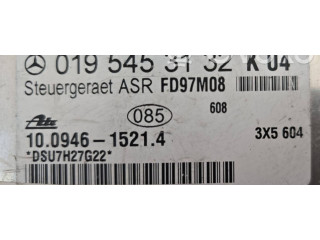 019 545 31 32 K 04
Steuergeraet ASR FD97M08
085 608
Ate 10.0946-1521.4 3X5 604
*DSU7H27G22*